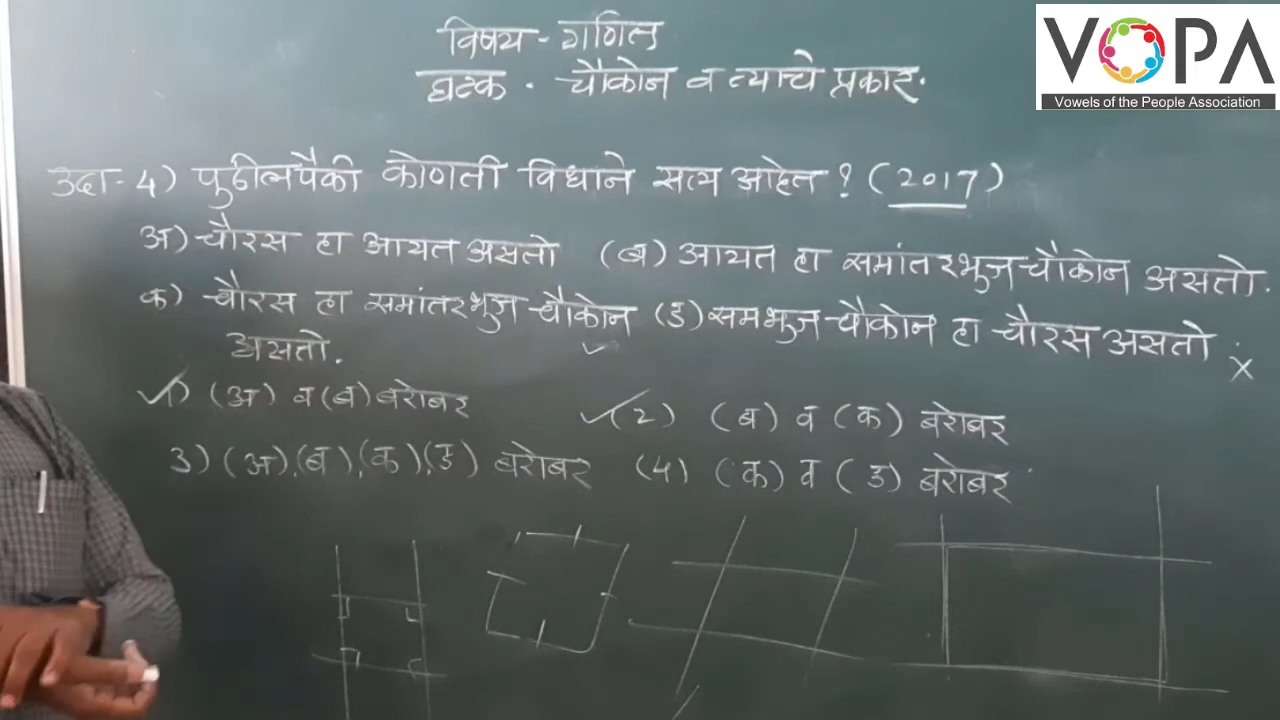 VOPA
Vowels of the People Association
विषय - गणित
घटक - चौकोन व त्याचे प्रकार.
उदा- 4) पुढीलपैकी कोणती विधाने सत्य आहेत ? (2017)
अ) चौरस हा आयत असतो (ब) आयत हा समांतरभुज चौकोन असतो.
क) चौरस हा समांतरभुज चौकोन (ड) समभुज चौकोन हा चौरस असतो.
असतो.
1) (अ) व (ब) बरोबर (2) (ब) व (क) बरोबर
3) (अ),(ब),(क),(ड) बरोबर (4) (क) व (ड) बरोबर